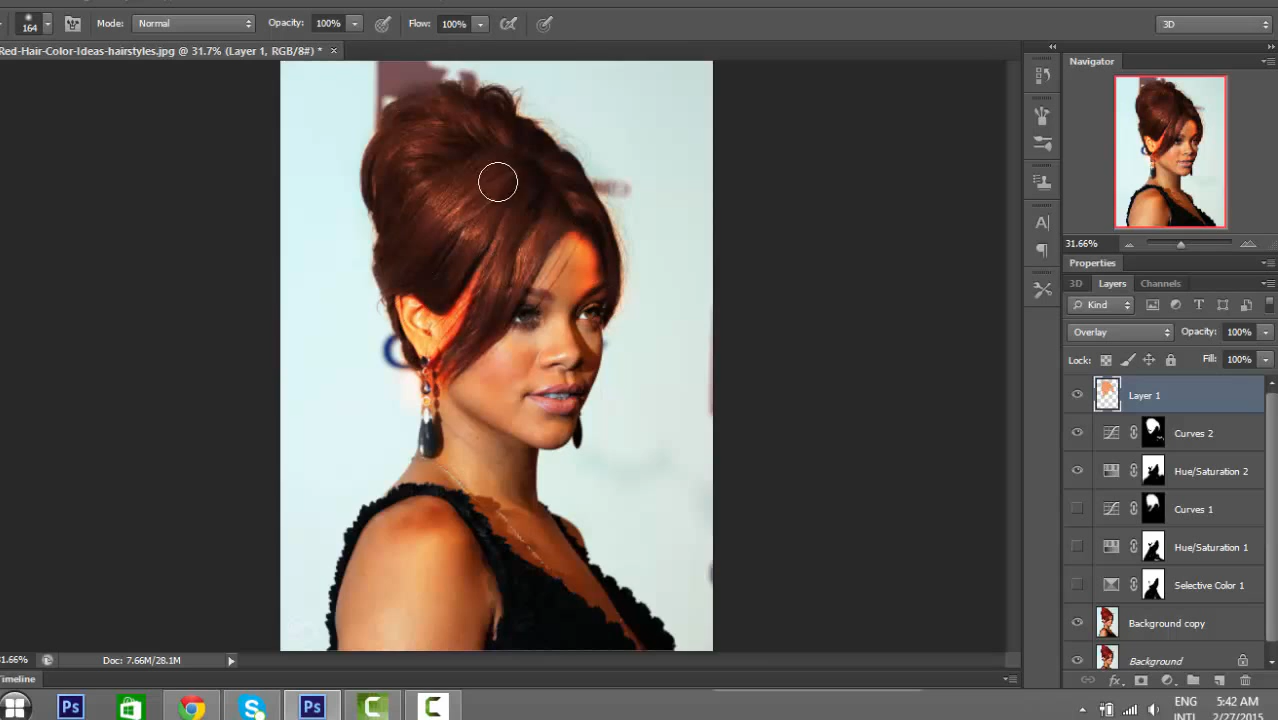 164 Mode: Normal Opacity: 100% Flow: 100% 3D
Red-Hair-Color-Ideas-hairstyles.jpg @ 31.7% (Layer 1, RGB/8#) * ×
Navigator
31.66%
Properties
3D Layers Channels
Kind
Overlay Opacity: 100%
Lock: Fill: 100%
Layer 1
Curves 2
Hue/Saturation 2
Curves 1
Hue/Saturation 1
Selective Color 1
Background copy
Background
31.66% Doc: 7.66M/28.1M
Timeline
ENG 5:42 AM
INTL 2/27/2015